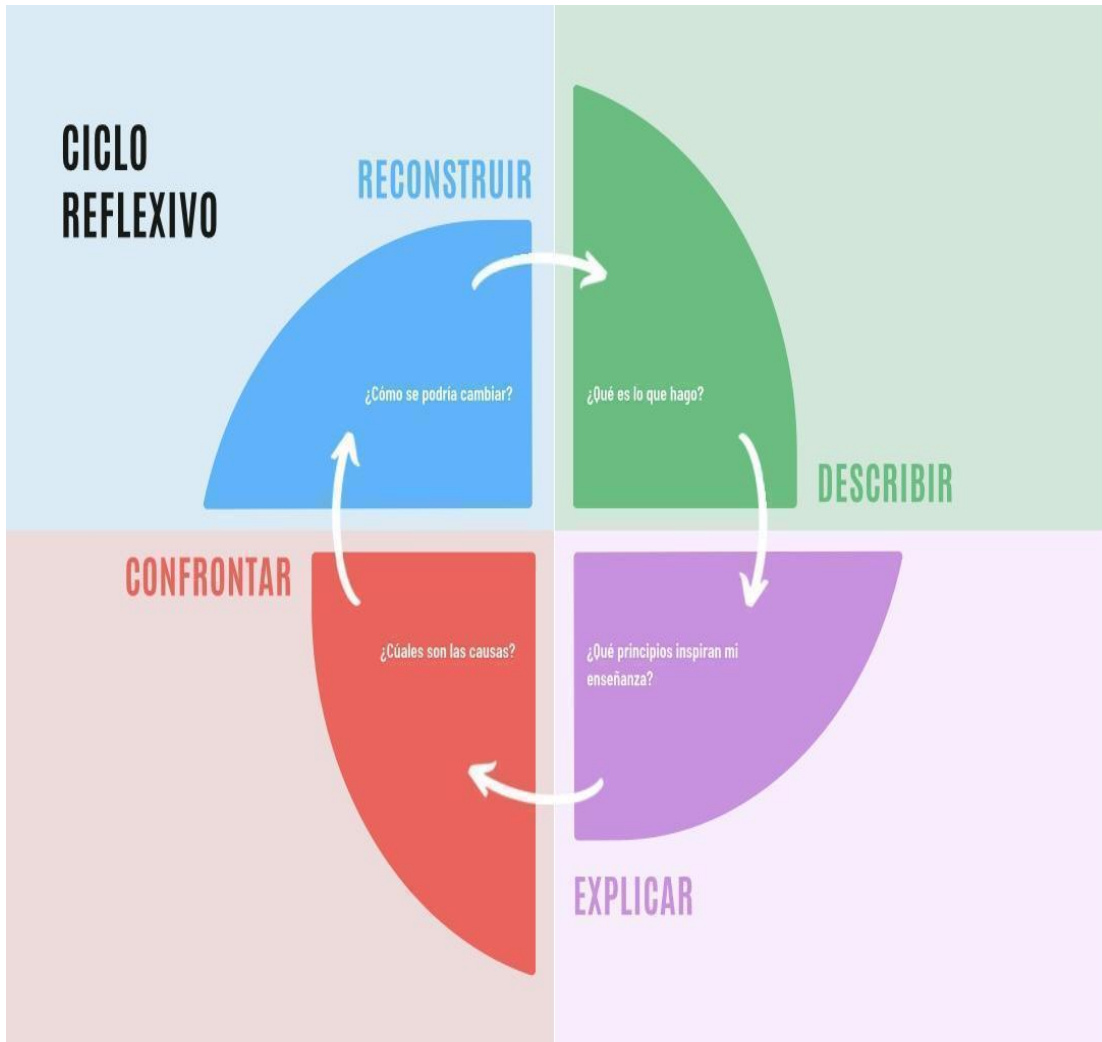 CICLO
REFLEXIVO
RECONSTRUIR
¿Cómo se podría cambiar?
¿Qué es lo que hago?
DESCRIBIR
CONFRONTAR
¿Cúales son las causas?
¿Qué principios inspiran mi
enseñanza?
EXPLICAR